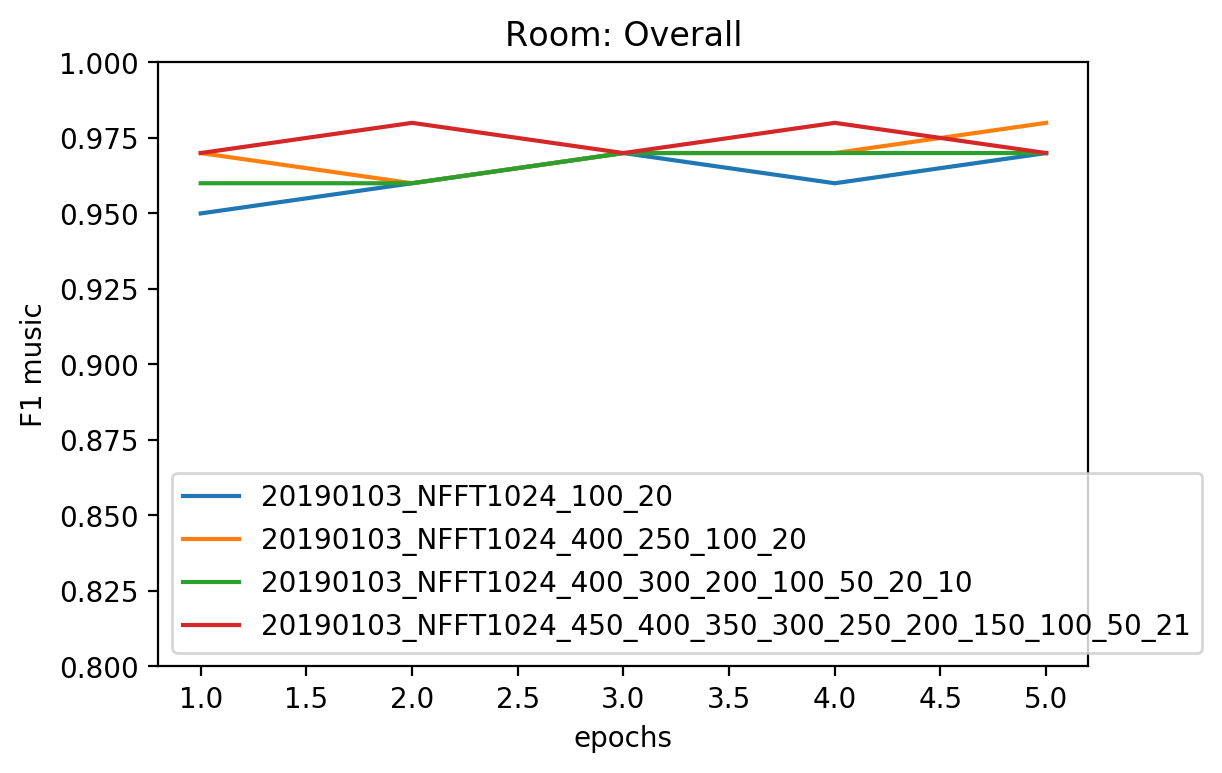 Room: Overall
1.000
0.975
0.950
0.925
0.900
0.875
0.850
0.825
0.800
F1 music
20190103_NFFT1024_100_20
20190103_NFFT1024_400_250_100_20
20190103_NFFT1024_400_300_200_100_50_20_10
20190103_NFFT1024_450_400_350_300_250_200_150_100_50_21
1.0 1.5 2.0 2.5 3.0 3.5 4.0 4.5 5.0
epochs